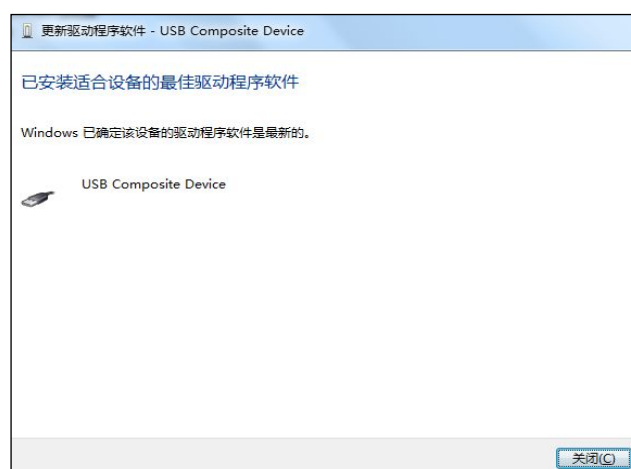 更新驱动程序软件 - USB Composite Device
已安装适合设备的最佳驱动程序软件
Windows 已确定该设备的驱动程序软件是最新的。
USB Composite Device
关闭(C)